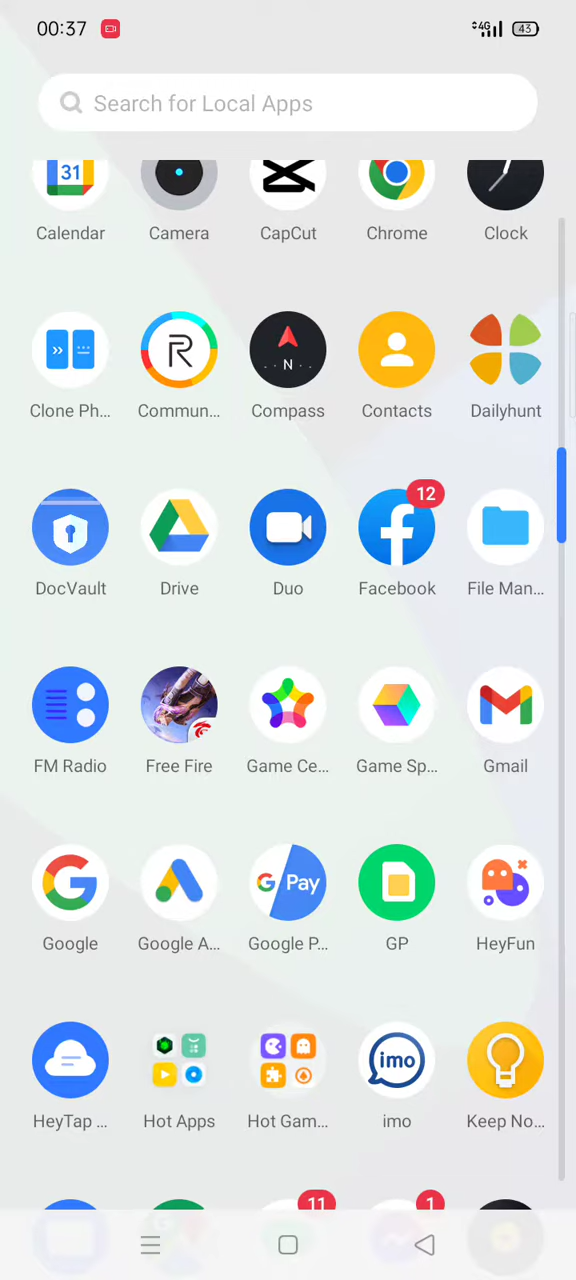 00:37
4G
43
Search for Local Apps
31
Calendar
Camera
CapCut
Chrome
Clock
N
Clone Ph...
Commun...
Compass
Contacts
Dailyhunt
12
DocVault
Drive
Duo
Facebook
File Man...
FM Radio
Free Fire
Game Ce...
Game Sp...
Gmail
G Pay
Google
Google A...
Google P...
GP
HeyFun
imo
HeyTap ...
Hot Apps
Hot Gam...
imo
Keep No...
11
1